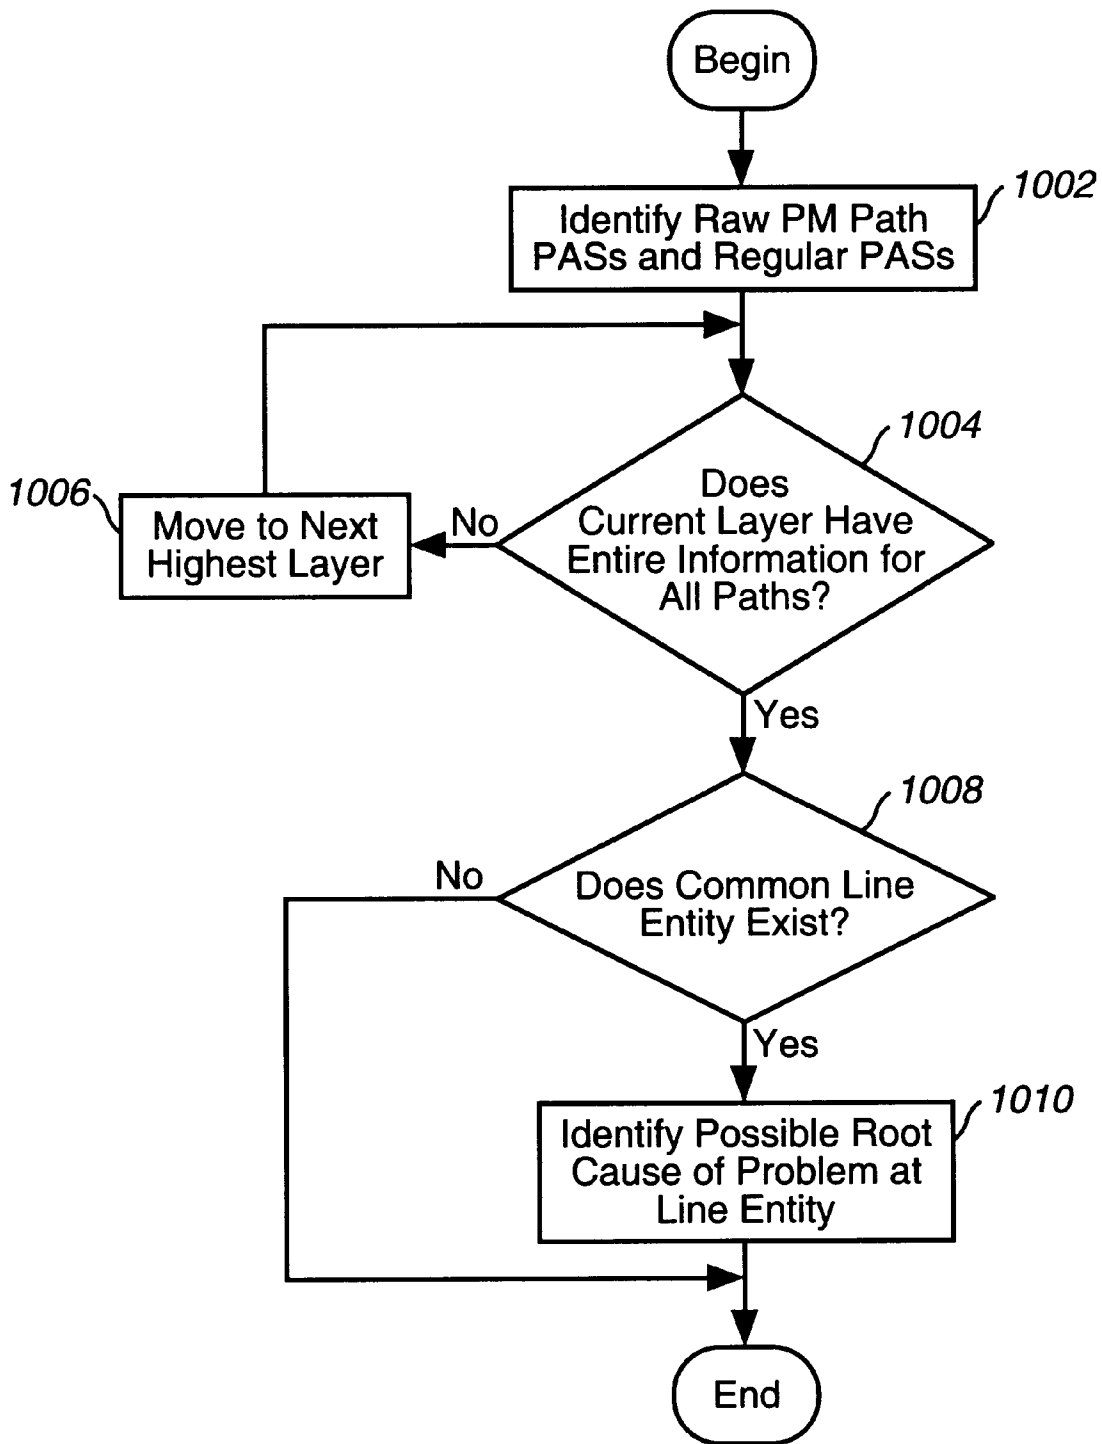 Begin
1002
Identify Raw PM Path
PASs and Regular PASs
1004
Does
Current Layer Have
Entire Information for
All Paths?
No
1006
Move to Next
Highest Layer
Yes
1008
Does Common Line
Entity Exist?
No
Yes
1010
Identify Possible Root
Cause of Problem at
Line Entity
End